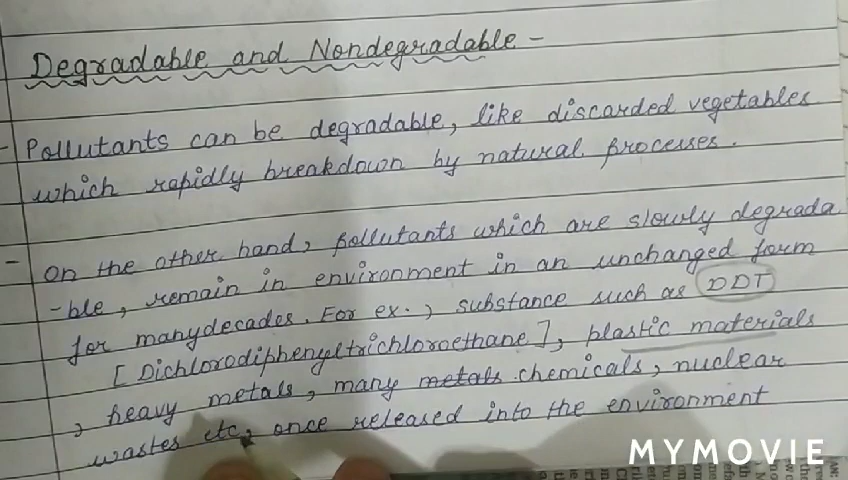 Degradable and Nondegradable -
- Pollutants can be degradable, like discarded vegetables
which rapidly breakdown by natural processes.
- On the other hand, pollutants which are slowly degrada
-ble, remain in environment in an unchanged form
for manydecades. For ex., substance such as DDT
[Dichlorodiphenyltrichloroethane], plastic materials
, heavy metals, many metals chemicals, nuclear
wastes etc, once released into the environment
MYMOVIE